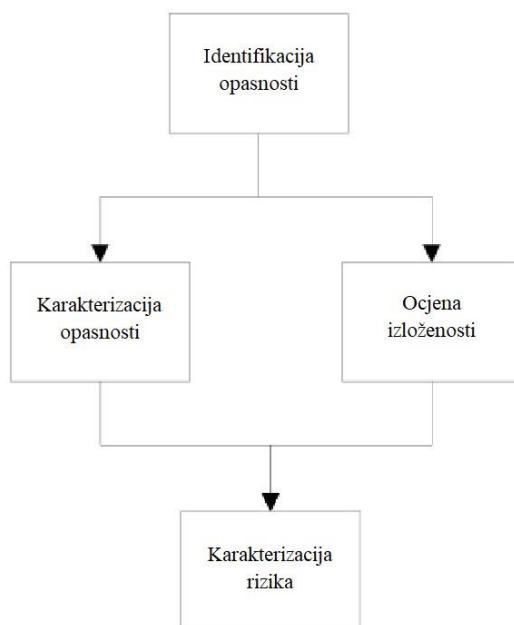 Identifikacija
opasnosti
Karakterizacija
opasnosti
Ocjena
izloženosti
Karakterizacija
rizika